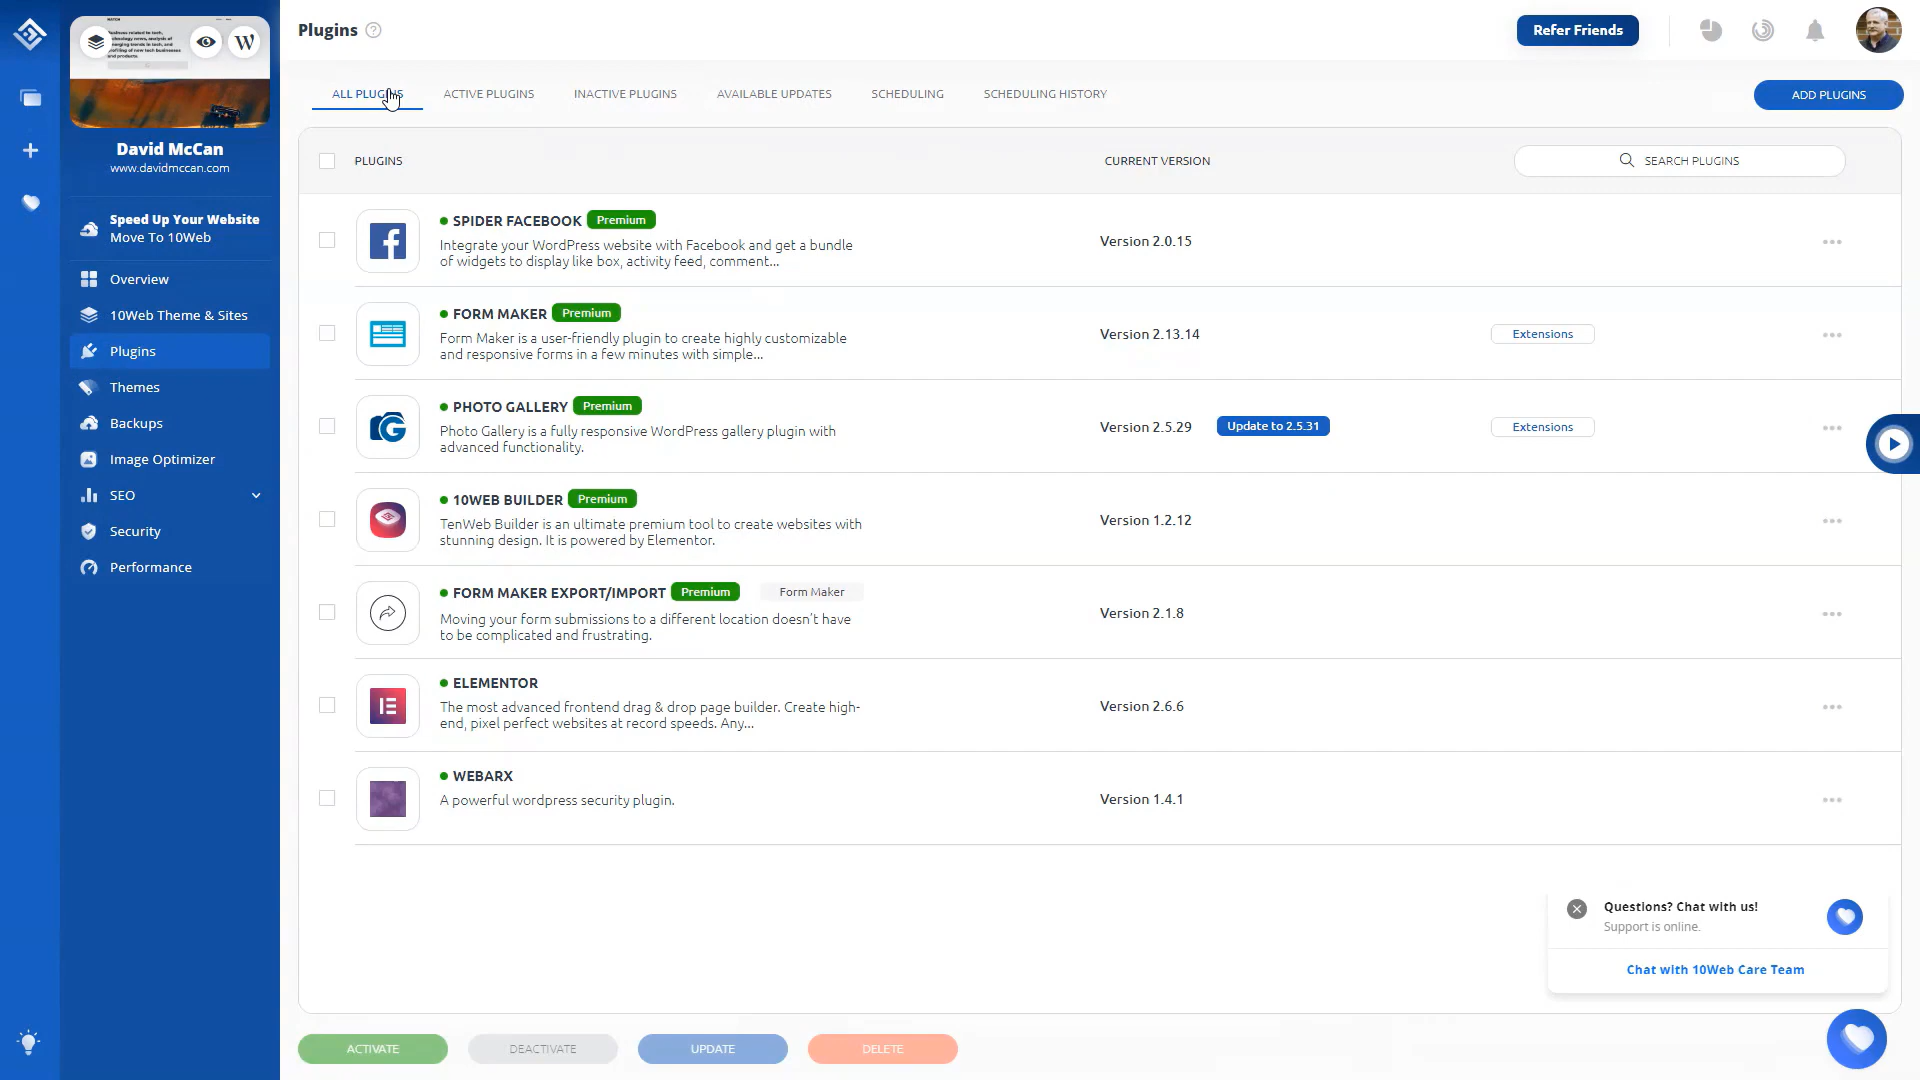 Plugins
Refer Friends
David McCan
www.davidmccan.com
Speed Up Your Website
Move To 10Web
Overview
10Web Theme & Sites
Plugins
Themes
Backups
Image Optimizer
SEO
Security
Performance
ALL PLUGINS
ACTIVE PLUGINS
INACTIVE PLUGINS
AVAILABLE UPDATES
SCHEDULING
SCHEDULING HISTORY
ADD PLUGINS
PLUGINS
CURRENT VERSION
SEARCH PLUGINS
SPIDER FACEBOOK Premium
Integrate your WordPress website with Facebook and get a bundle
of widgets to display like box, activity feed, comment...
Version 2.0.15
FORM MAKER Premium
Form Maker is a user-friendly plugin to create highly customizable
and responsive forms in a few minutes with simple...
Version 2.13.14
Extensions
PHOTO GALLERY Premium
Photo Gallery is a fully responsive WordPress gallery plugin with
advanced functionality.
Version 2.5.29
Update to 2.5.31
Extensions
10WEB BUILDER Premium
TenWeb Builder is an ultimate premium tool to create websites with
stunning design. It is powered by Elementor.
Version 1.2.12
FORM MAKER EXPORT/IMPORT Premium Form Maker
Moving your form submissions to a different location doesn't have
to be complicated and frustrating.
Version 2.1.8
ELEMENTOR
The most advanced frontend drag & drop page builder. Create high-
end, pixel perfect websites at record speeds. Any...
Version 2.6.6
WEBARX
A powerful wordpress security plugin.
Version 1.4.1
Questions? Chat with us!
Support is online.
Chat with 10Web Care Team
ACTIVATE
DEACTIVATE
UPDATE
DELETE